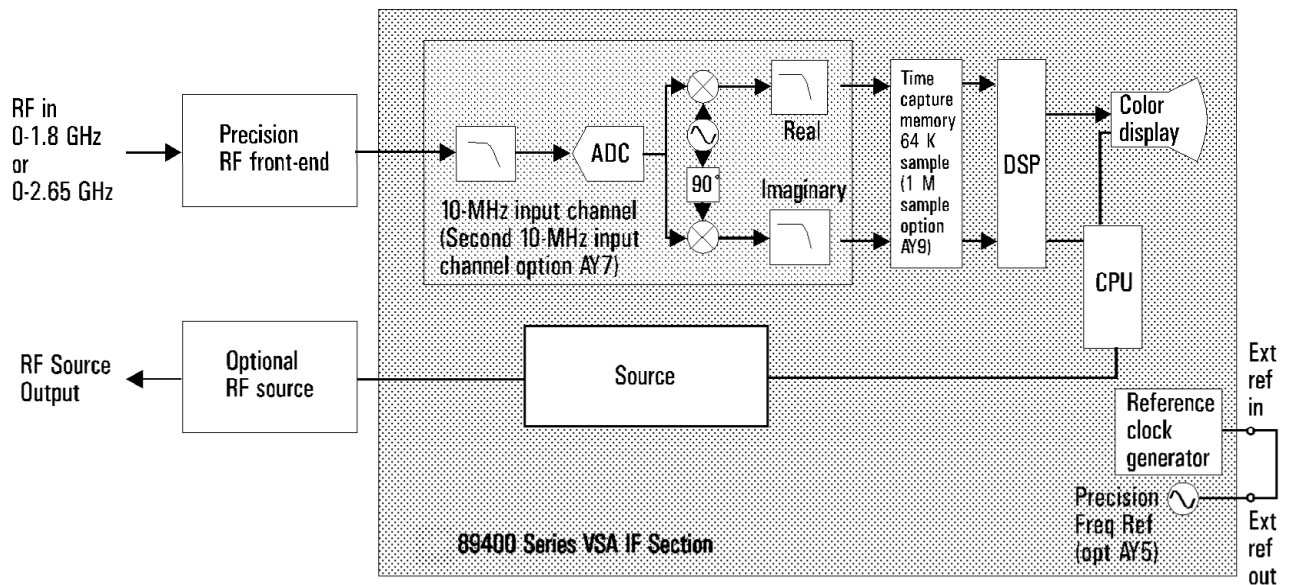 RF in
0-1.8 GHz
or
0-2.65 GHz
Precision
RF front-end
ADC
90°
Real
Imaginary
10-MHz input channel
(Second 10-MHz input
channel option AY7)
Time
capture
memory
64 K
sample
(1 M
sample
option
AY9)
DSP
Color
display
CPU
RF Source
Output
Optional
RF source
Source
Reference
clock
generator
Ext
ref
in
Precision
Freq Ref
(opt AY5)
Ext
ref
out
89400 Series VSA IF Section